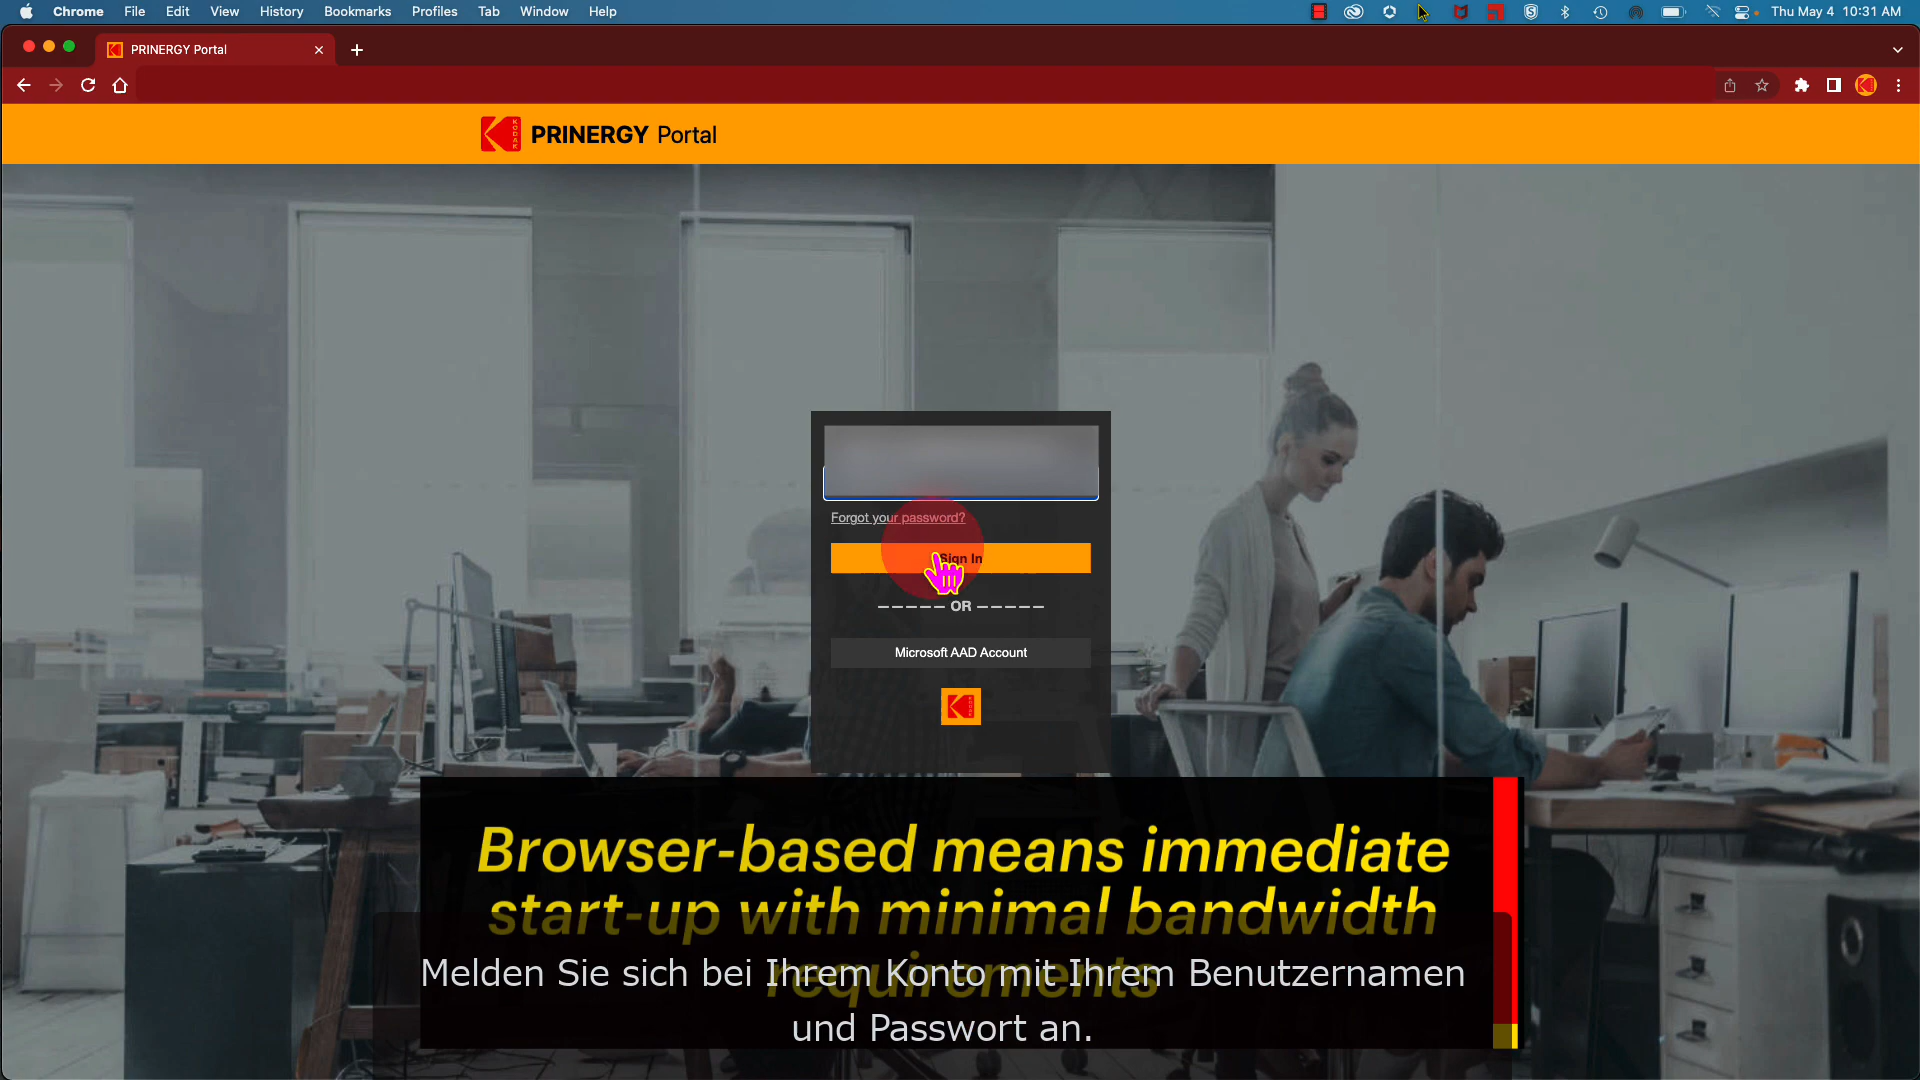 Chrome File Edit View History Bookmarks Profiles Tab Window Help Thu May 4 10:31 AM
PRINERGY Portal
KODAK PRINERGY Portal
Forgot your password?
Sign In
OR
Microsoft AAD Account
Browser-based means immediate
start-up with minimal bandwidth
requirements
Melden Sie sich bei Ihrem Konto mit Ihrem Benutzernamen
und Passwort an.